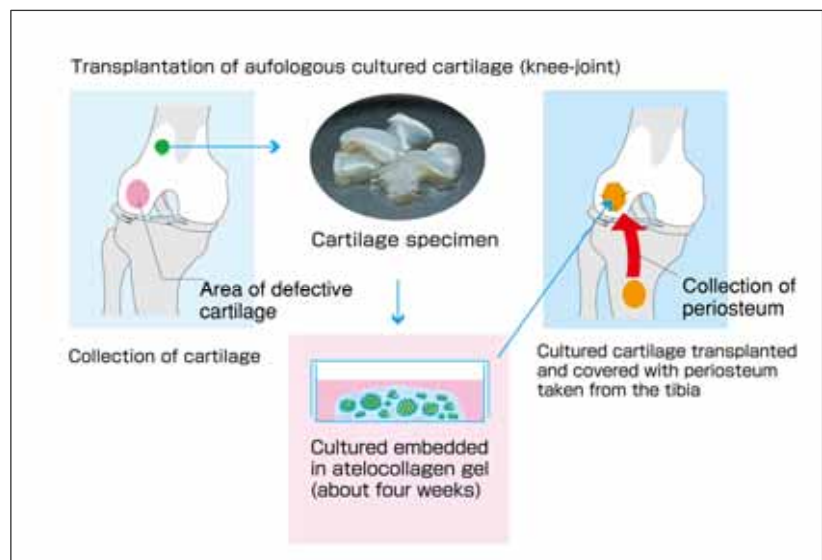 Transplantation of aufologous cultured cartilage (knee-joint)
Cartilage specimen
Area of defective
cartilage
Collection of cartilage
Cultured embedded
in atelocollagen gel
(about four weeks)
Collection of
periosteum
Cultured cartilage transplanted
and covered with periosteum
taken from the tibia